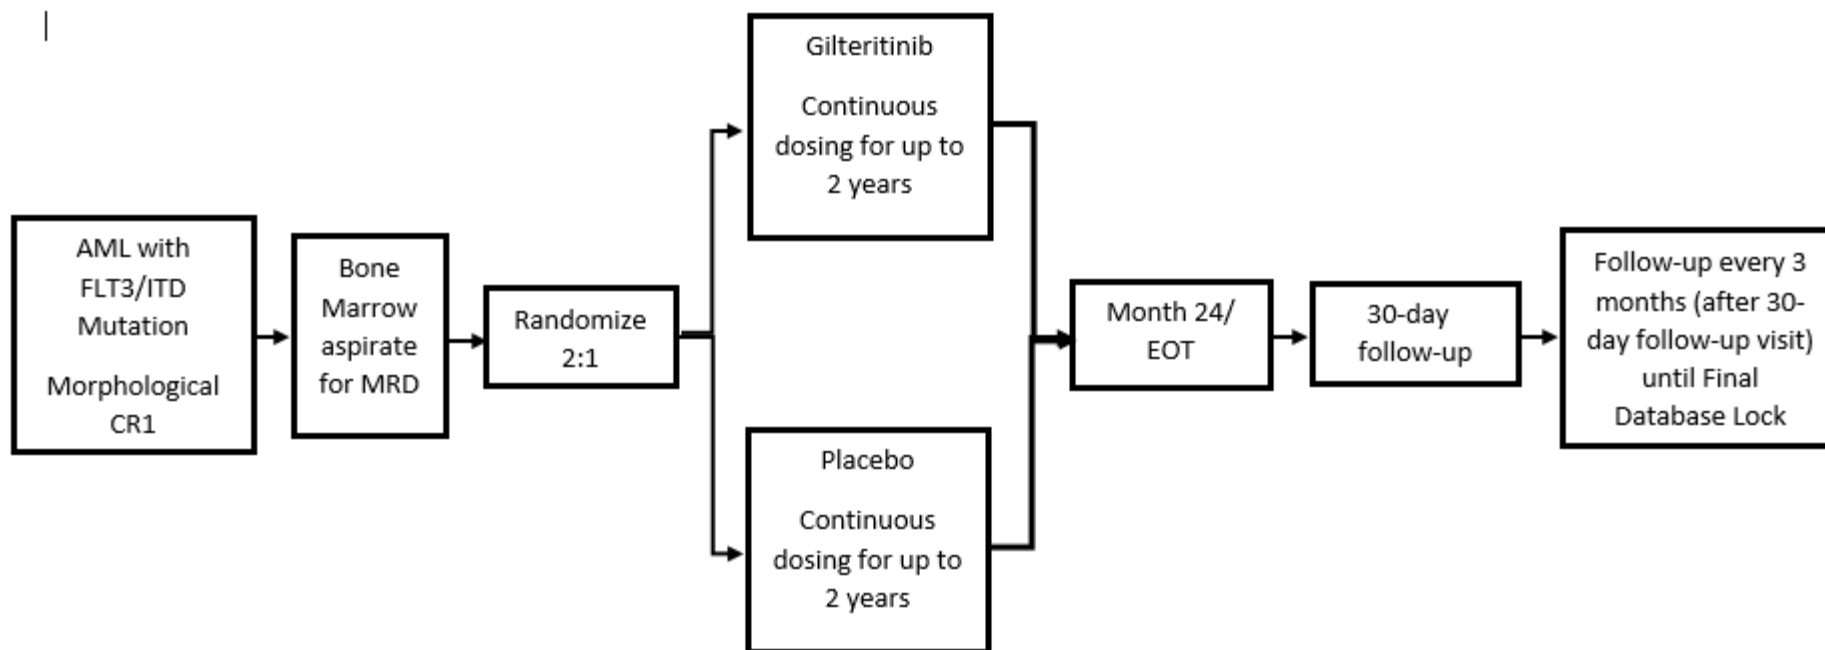 AML with
FLT3/ITD
Mutation
Morphological
CR1
Bone
Marrow
aspirate
for MRD
Randomize
2:1
Gilteritinib
Continuous
dosing for up to
2 years
Placebo
Continuous
dosing for up to
2 years
Month 24/
EOT
30-day
follow-up
Follow-up every 3
months (after 30-
day follow-up visit)
until Final
Database Lock